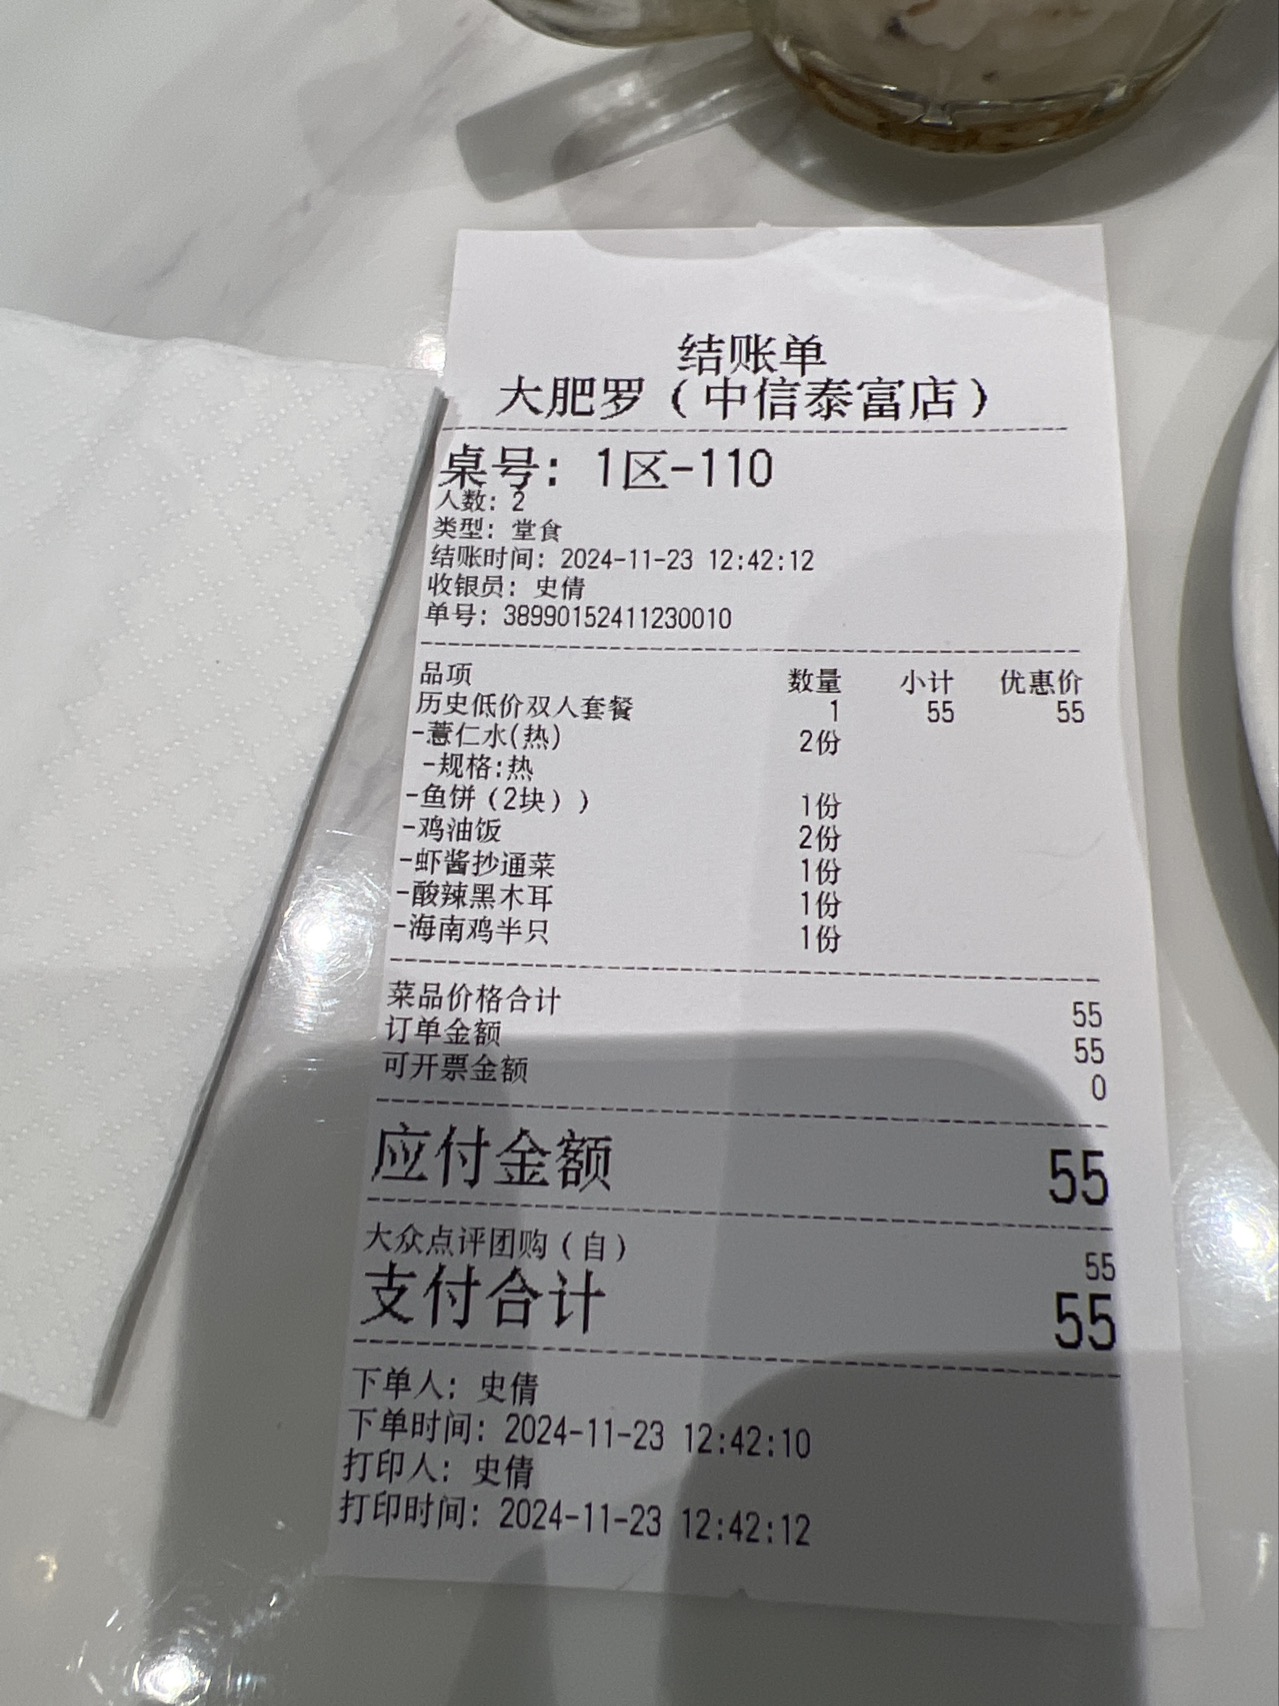 结账单
大肥罗（中信泰富店）
桌号：1区-110
人数：2
类型：堂食
结账时间：2024-11-23 12:42:12
收银员：史倩
单号：38990152411230010
品项 数量 小计 优惠价
历史低价双人套餐 1 55 55
-薏仁水(热) 2份
-规格:热
-鱼饼（2块）） 1份
-鸡油饭 2份
-虾酱抄通菜 1份
-酸辣黑木耳 1份
-海南鸡半只 1份
菜品价格合计 55
订单金额 55
可开票金额 0
应付金额 55
大众点评团购（自） 55
支付合计 55
下单人：史倩
下单时间：2024-11-23 12:42:10
打印人：史倩
打印时间：2024-11-23 12:42:12